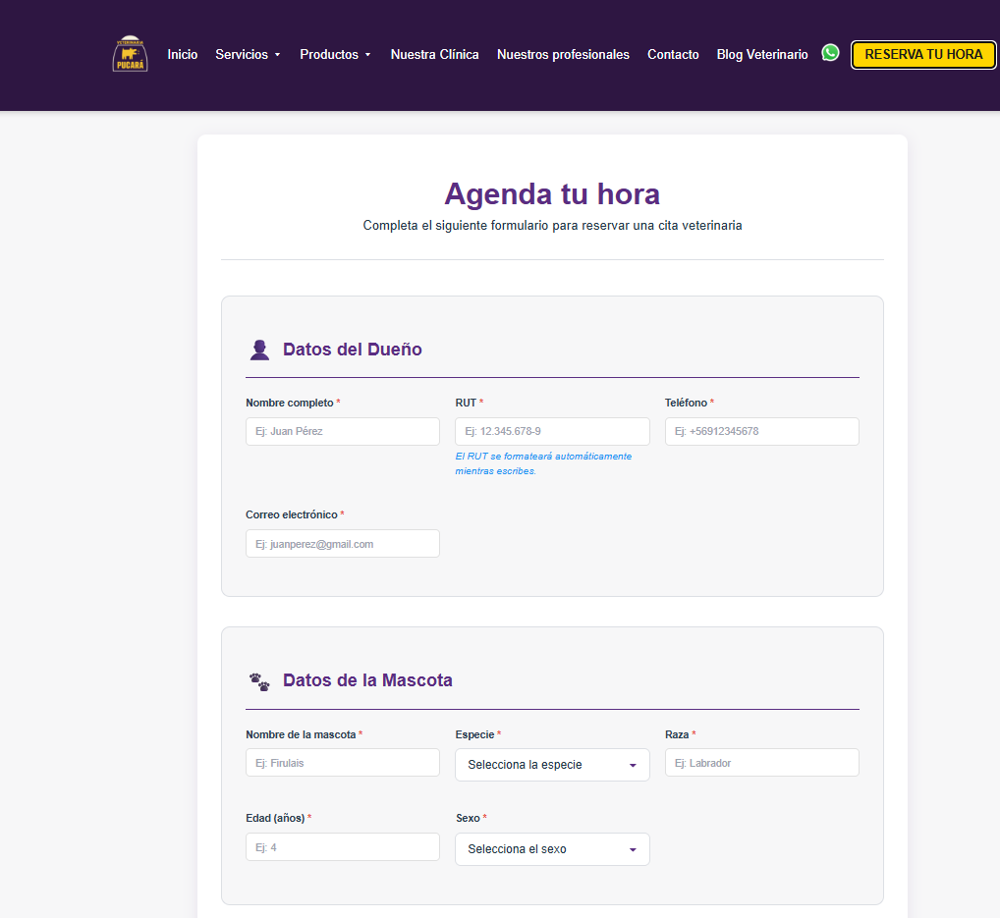 VETERINARIA
PUCARÁ
Inicio
Servicios
Productos
Nuestra Clínica
Nuestros profesionales
Contacto
Blog Veterinario
RESERVA TU HORA
Agenda tu hora
Completa el siguiente formulario para reservar una cita veterinaria
Datos del Dueño
Nombre completo *
RUT *
Teléfono *
Ej: Juan Pérez
Ej: 12.345.678-9
Ej: +56912345678
El RUT se formateará automáticamente
mientras escribes.
Correo electrónico *
Ej: juanperez@gmail.com
Datos de la Mascota
Nombre de la mascota *
Especie *
Raza *
Ej: Firulais
Selecciona la especie
Ej: Labrador
Edad (años) *
Sexo *
Ej: 4
Selecciona el sexo